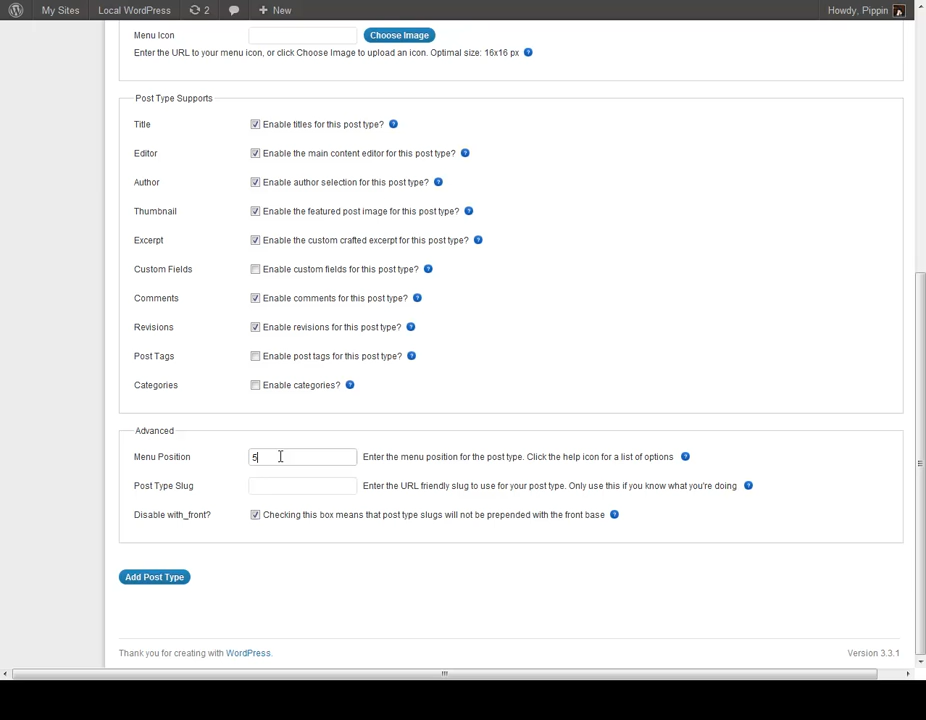 My Sites Local WordPress 2 + New Howdy, Pippin
Menu Icon Choose Image
Enter the URL to your menu icon, or click Choose Image to upload an icon. Optimal size: 16x16 px ?
Post Type Supports
Title Enable titles for this post type? ?
Editor Enable the main content editor for this post type? ?
Author Enable author selection for this post type? ?
Thumbnail Enable the featured post image for this post type? ?
Excerpt Enable the custom crafted excerpt for this post type? ?
Custom Fields Enable custom fields for this post type? ?
Comments Enable comments for this post type? ?
Revisions Enable revisions for this post type? ?
Post Tags Enable post tags for this post type? ?
Categories Enable categories? ?
Advanced
Menu Position 5 Enter the menu position for the post type. Click the help icon for a list of options ?
Post Type Slug Enter the URL friendly slug to use for your post type. Only use this if you know what you're doing ?
Disable with_front? Checking this box means that post type slugs will not be prepended with the front base ?
Add Post Type
Thank you for creating with WordPress. Version 3.3.1